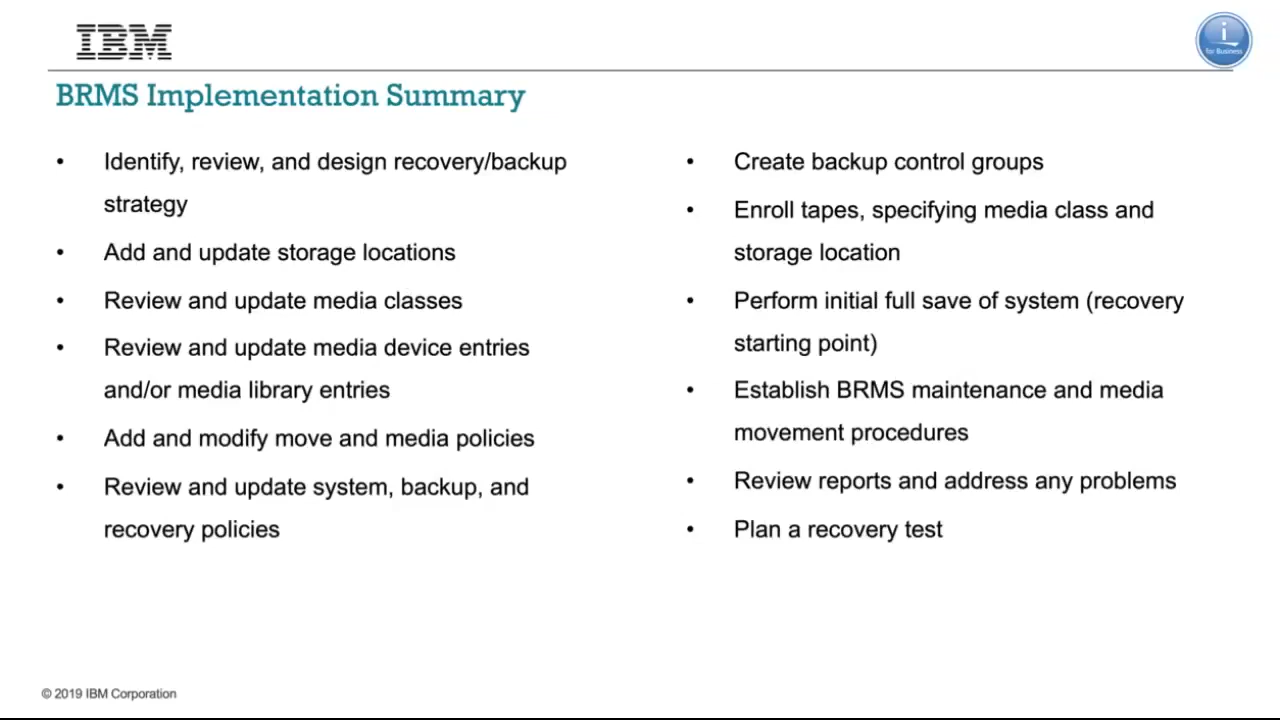 IBM
i
for Business
BRMS Implementation Summary
• Identify, review, and design recovery/backup
strategy
• Add and update storage locations
• Review and update media classes
• Review and update media device entries
and/or media library entries
• Add and modify move and media policies
• Review and update system, backup, and
recovery policies
• Create backup control groups
• Enroll tapes, specifying media class and
storage location
• Perform initial full save of system (recovery
starting point)
• Establish BRMS maintenance and media
movement procedures
• Review reports and address any problems
• Plan a recovery test
© 2019 IBM Corporation